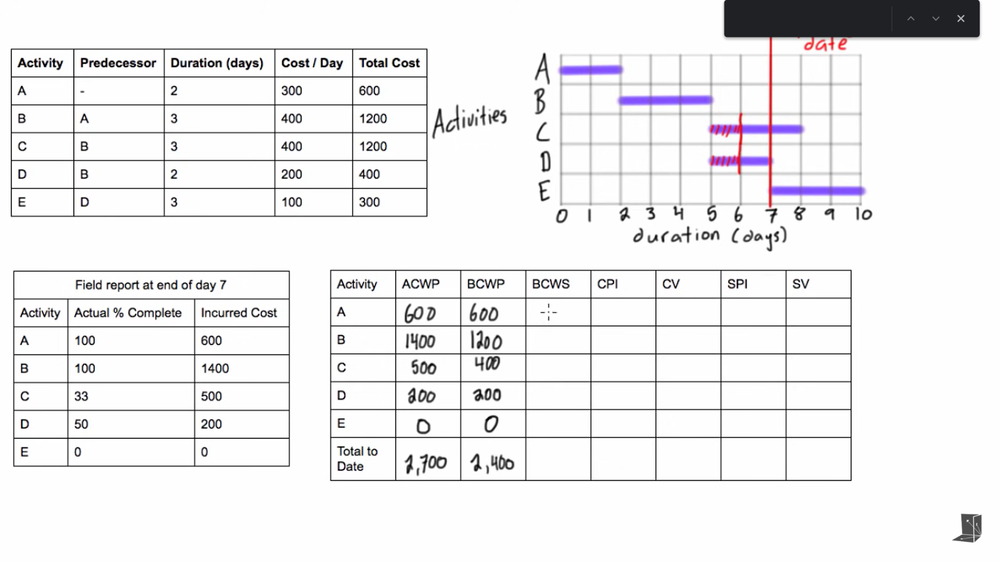 date
Activity Predecessor Duration (days) Cost / Day Total Cost
A - 2 300 600
B A 3 400 1200
C B 3 400 1200
D B 2 200 400
E D 3 100 300
Activities
A
B
C
D
E
0 1 2 3 4 5 6 7 8 9 10
duration (days)
Field report at end of day 7
Activity Actual % Complete Incurred Cost
A 100 600
B 100 1400
C 33 500
D 50 200
E 0 0
Activity ACWP BCWP BCWS CPI CV SPI SV
A 600 600
B 1400 1200
C 500 400
D 200 200
E 0 0
Total to
Date 2,700 2,400